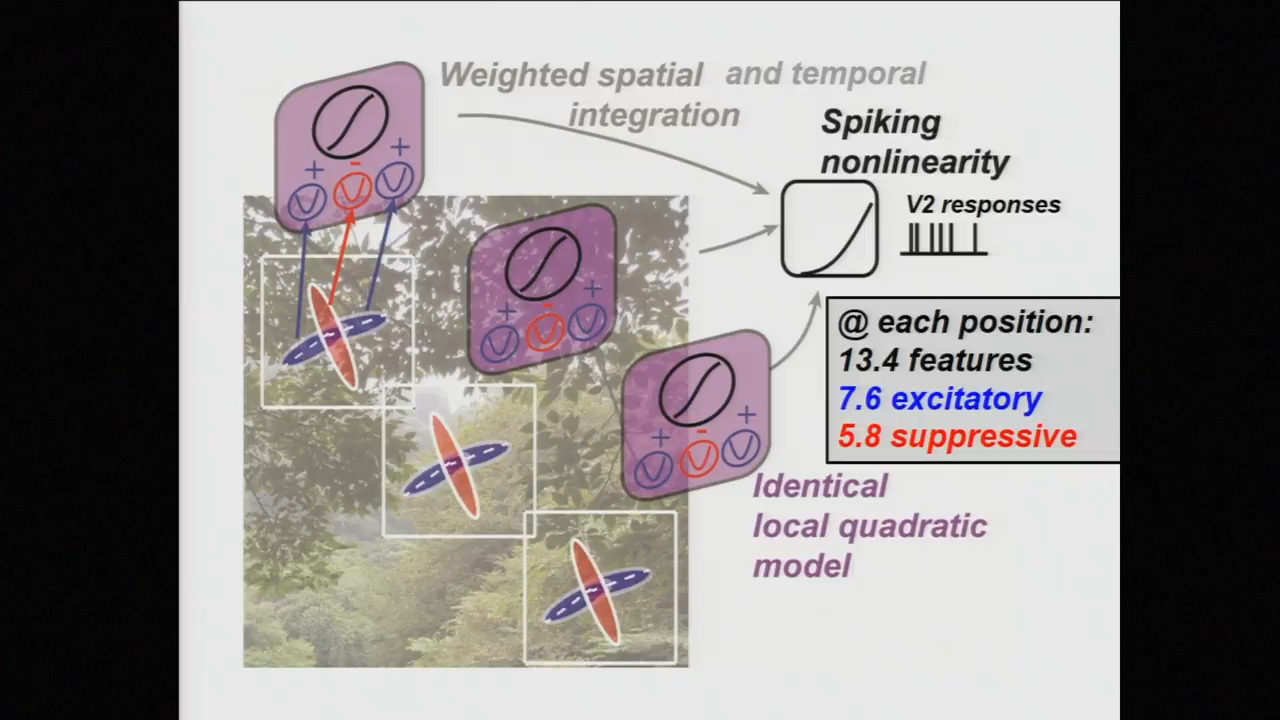 Weighted spatial and temporal
integration
Spiking
nonlinearity
V2 responses
+
-
+
+
-
+
+
-
+
@ each position:
13.4 features
7.6 excitatory
5.8 suppressive
Identical
local quadratic
model